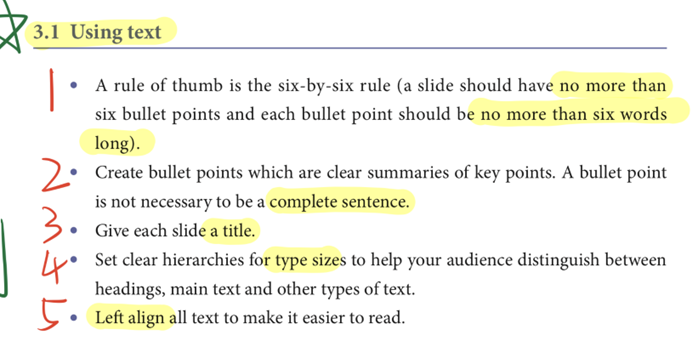 3.1 Using text
1 • A rule of thumb is the six-by-six rule (a slide should have no more than
six bullet points and each bullet point should be no more than six words
long).
2 • Create bullet points which are clear summaries of key points. A bullet point
is not necessary to be a complete sentence.
3 • Give each slide a title.
4 • Set clear hierarchies for type sizes to help your audience distinguish between
headings, main text and other types of text.
5 • Left align all text to make it easier to read.